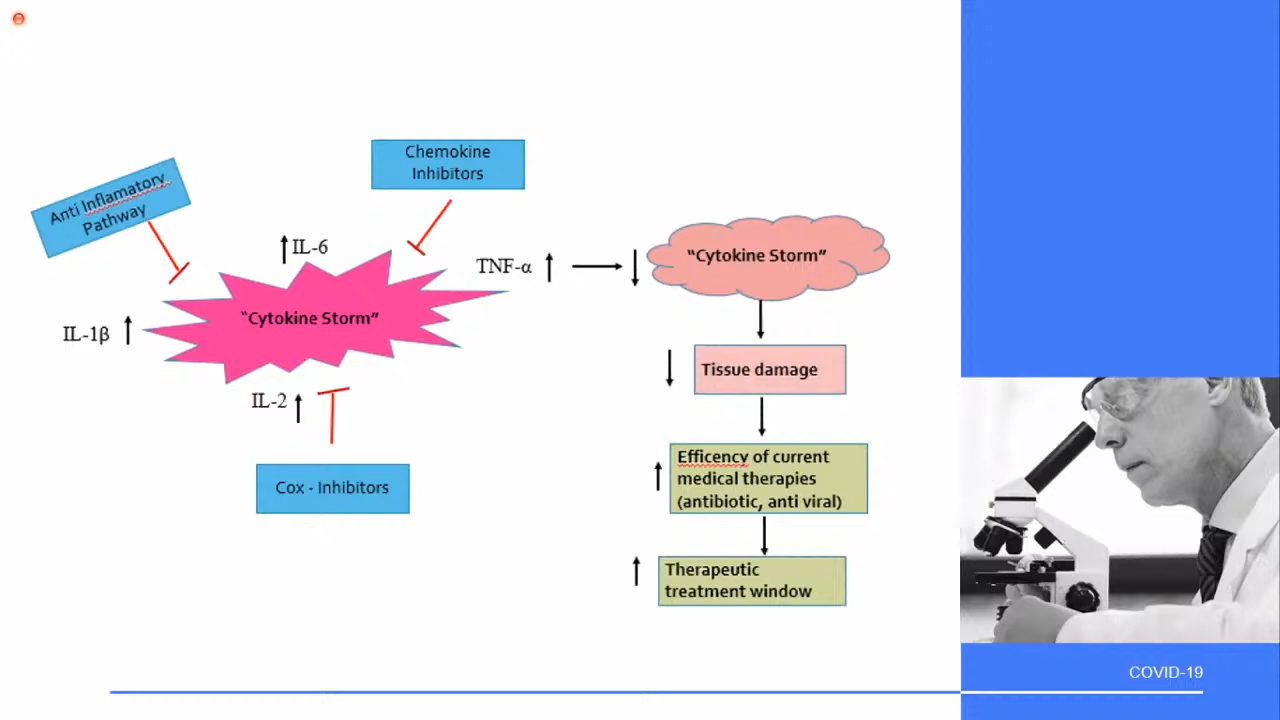 Chemokine
Inhibitors
Anti Inflamatory
Pathway
IL-6
TNF-α
"Cytokine Storm"
IL-1β
IL-2
Cox - Inhibitors
"Cytokine Storm"
Tissue damage
Efficency of current
medical therapies
(antibiotic, anti viral)
Therapeutic
treatment window
COVID-19